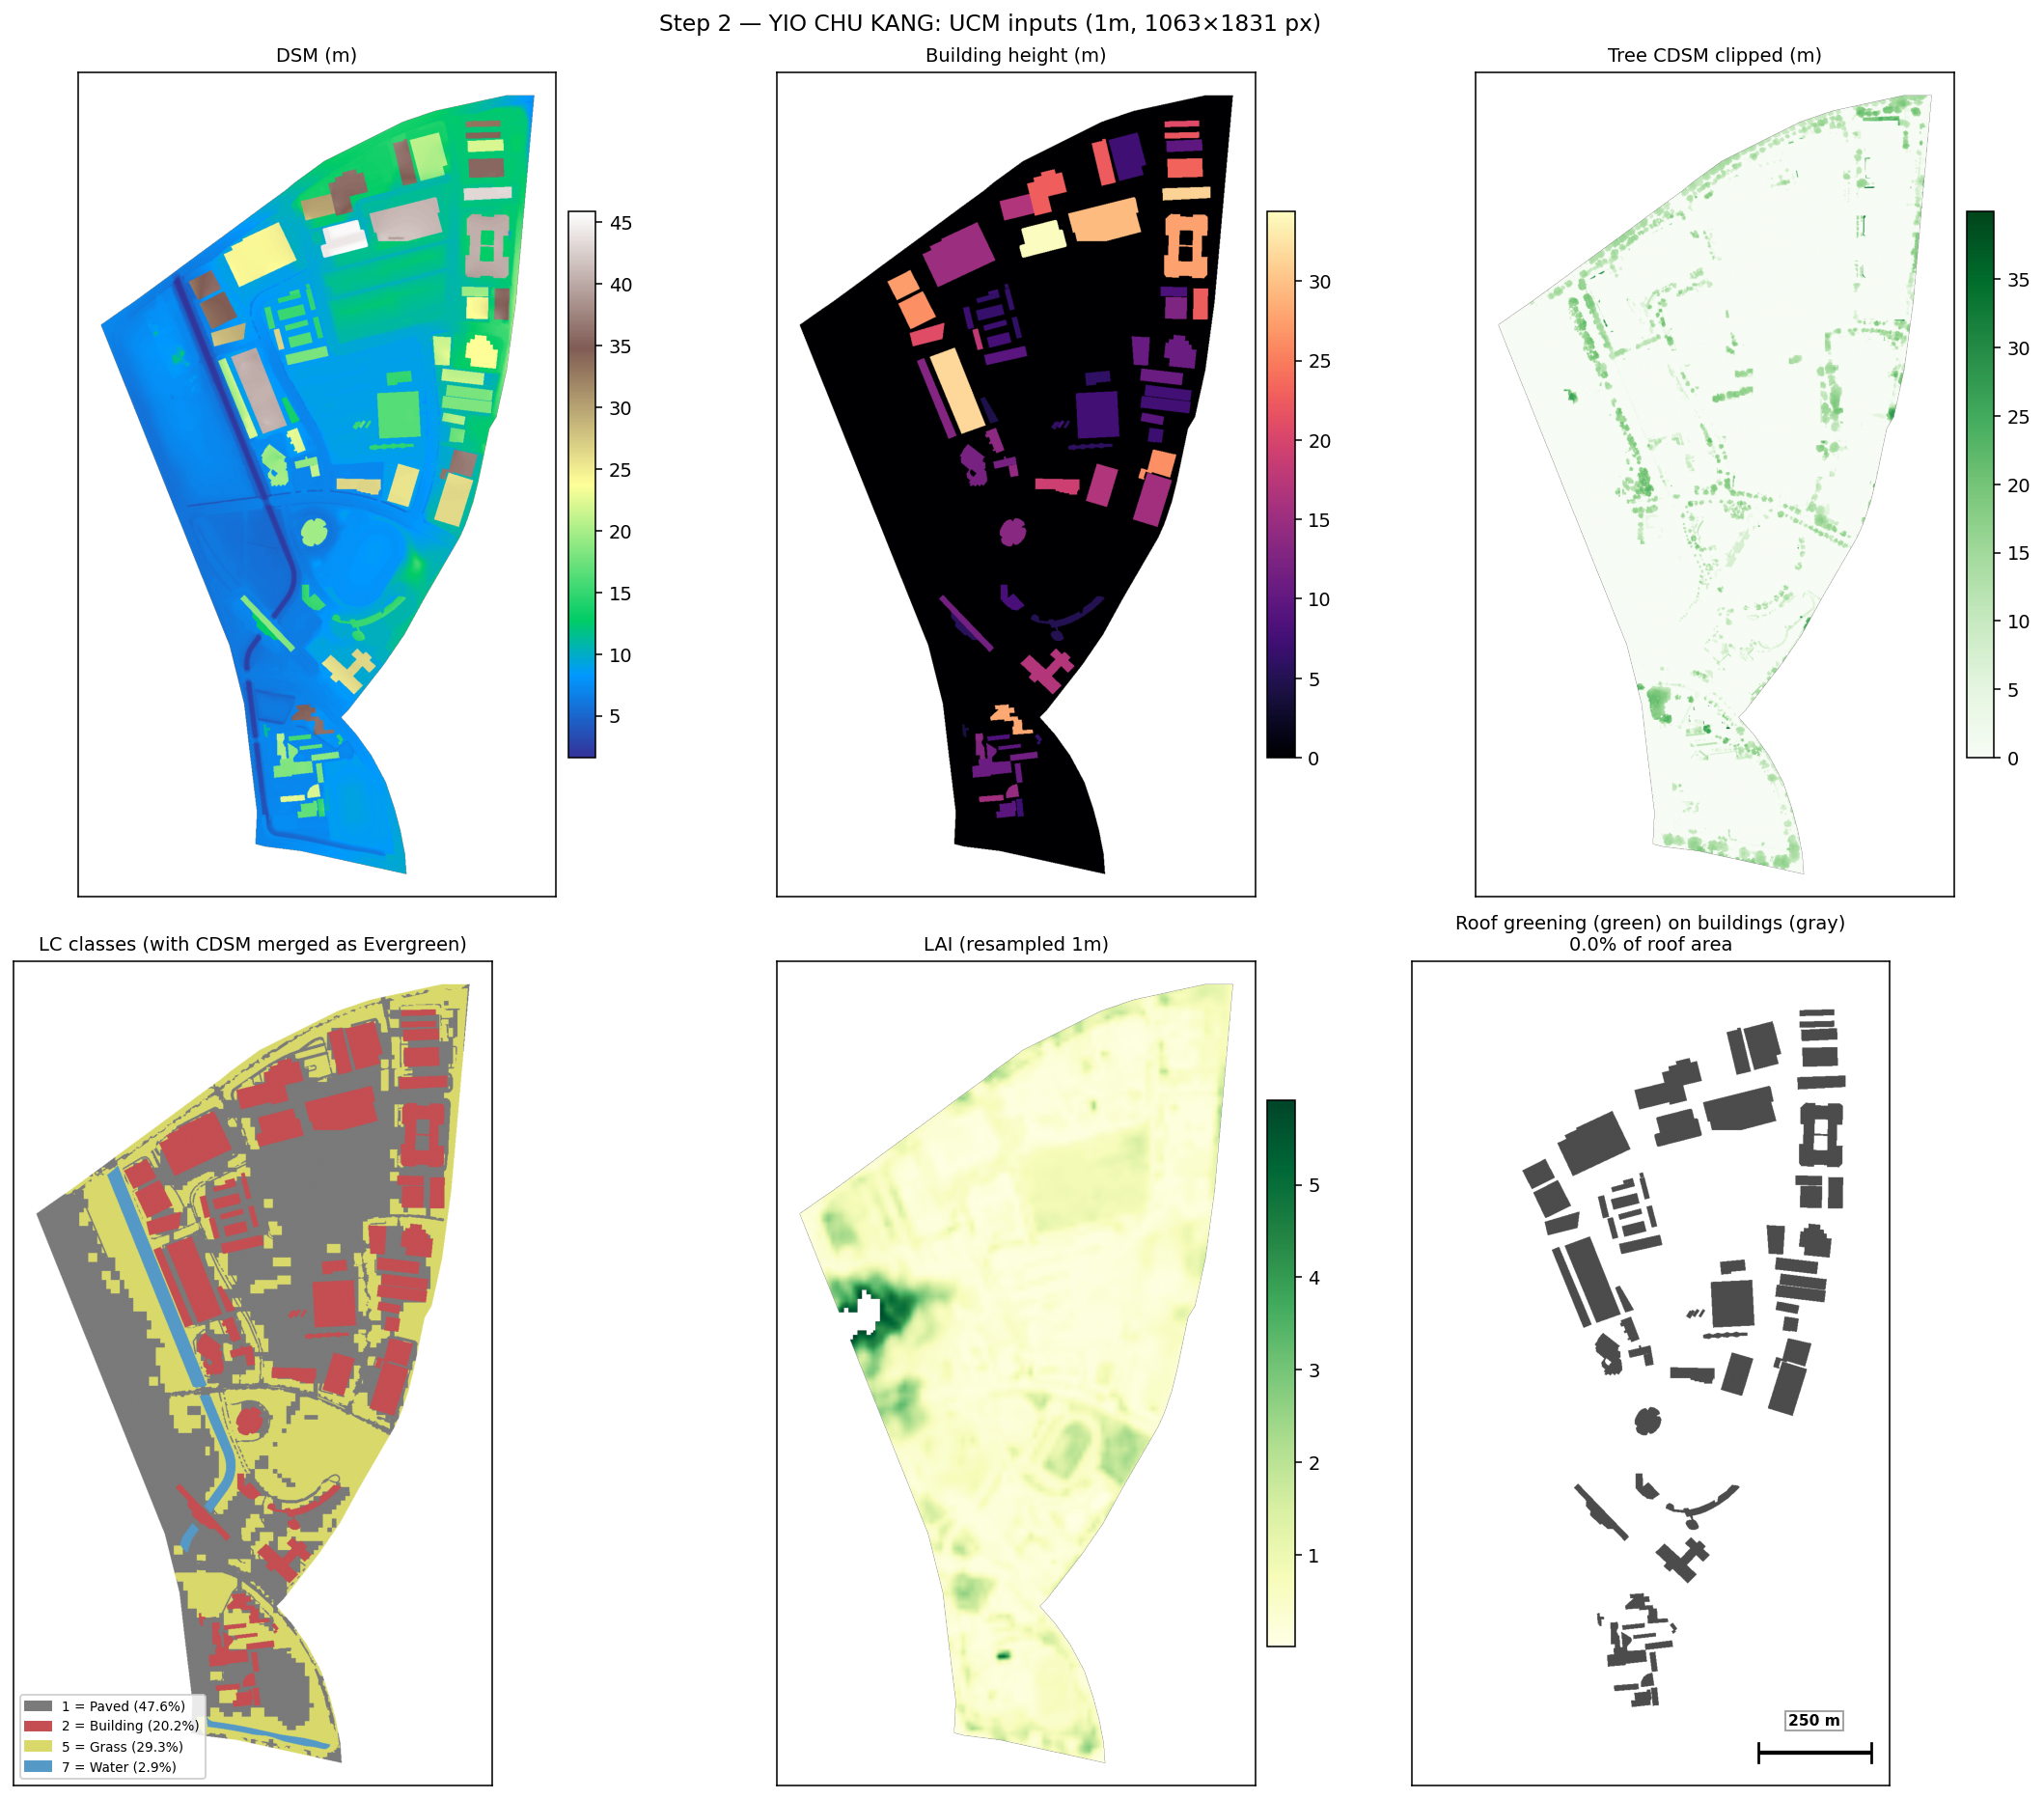 Step 2 — YIO CHU KANG: UCM inputs (1m, 1063×1831 px)
DSM (m)
45
40
35
30
25
20
15
10
5
Building height (m)
30
25
20
15
10
5
0
Tree CDSM clipped (m)
35
30
25
20
15
10
5
0
LC classes (with CDSM merged as Evergreen)
1 = Paved (47.6%)
2 = Building (20.2%)
5 = Grass (29.3%)
7 = Water (2.9%)
LAI (resampled 1m)
5
4
3
2
1
Roof greening (green) on buildings (gray)
0.0% of roof area
250 m